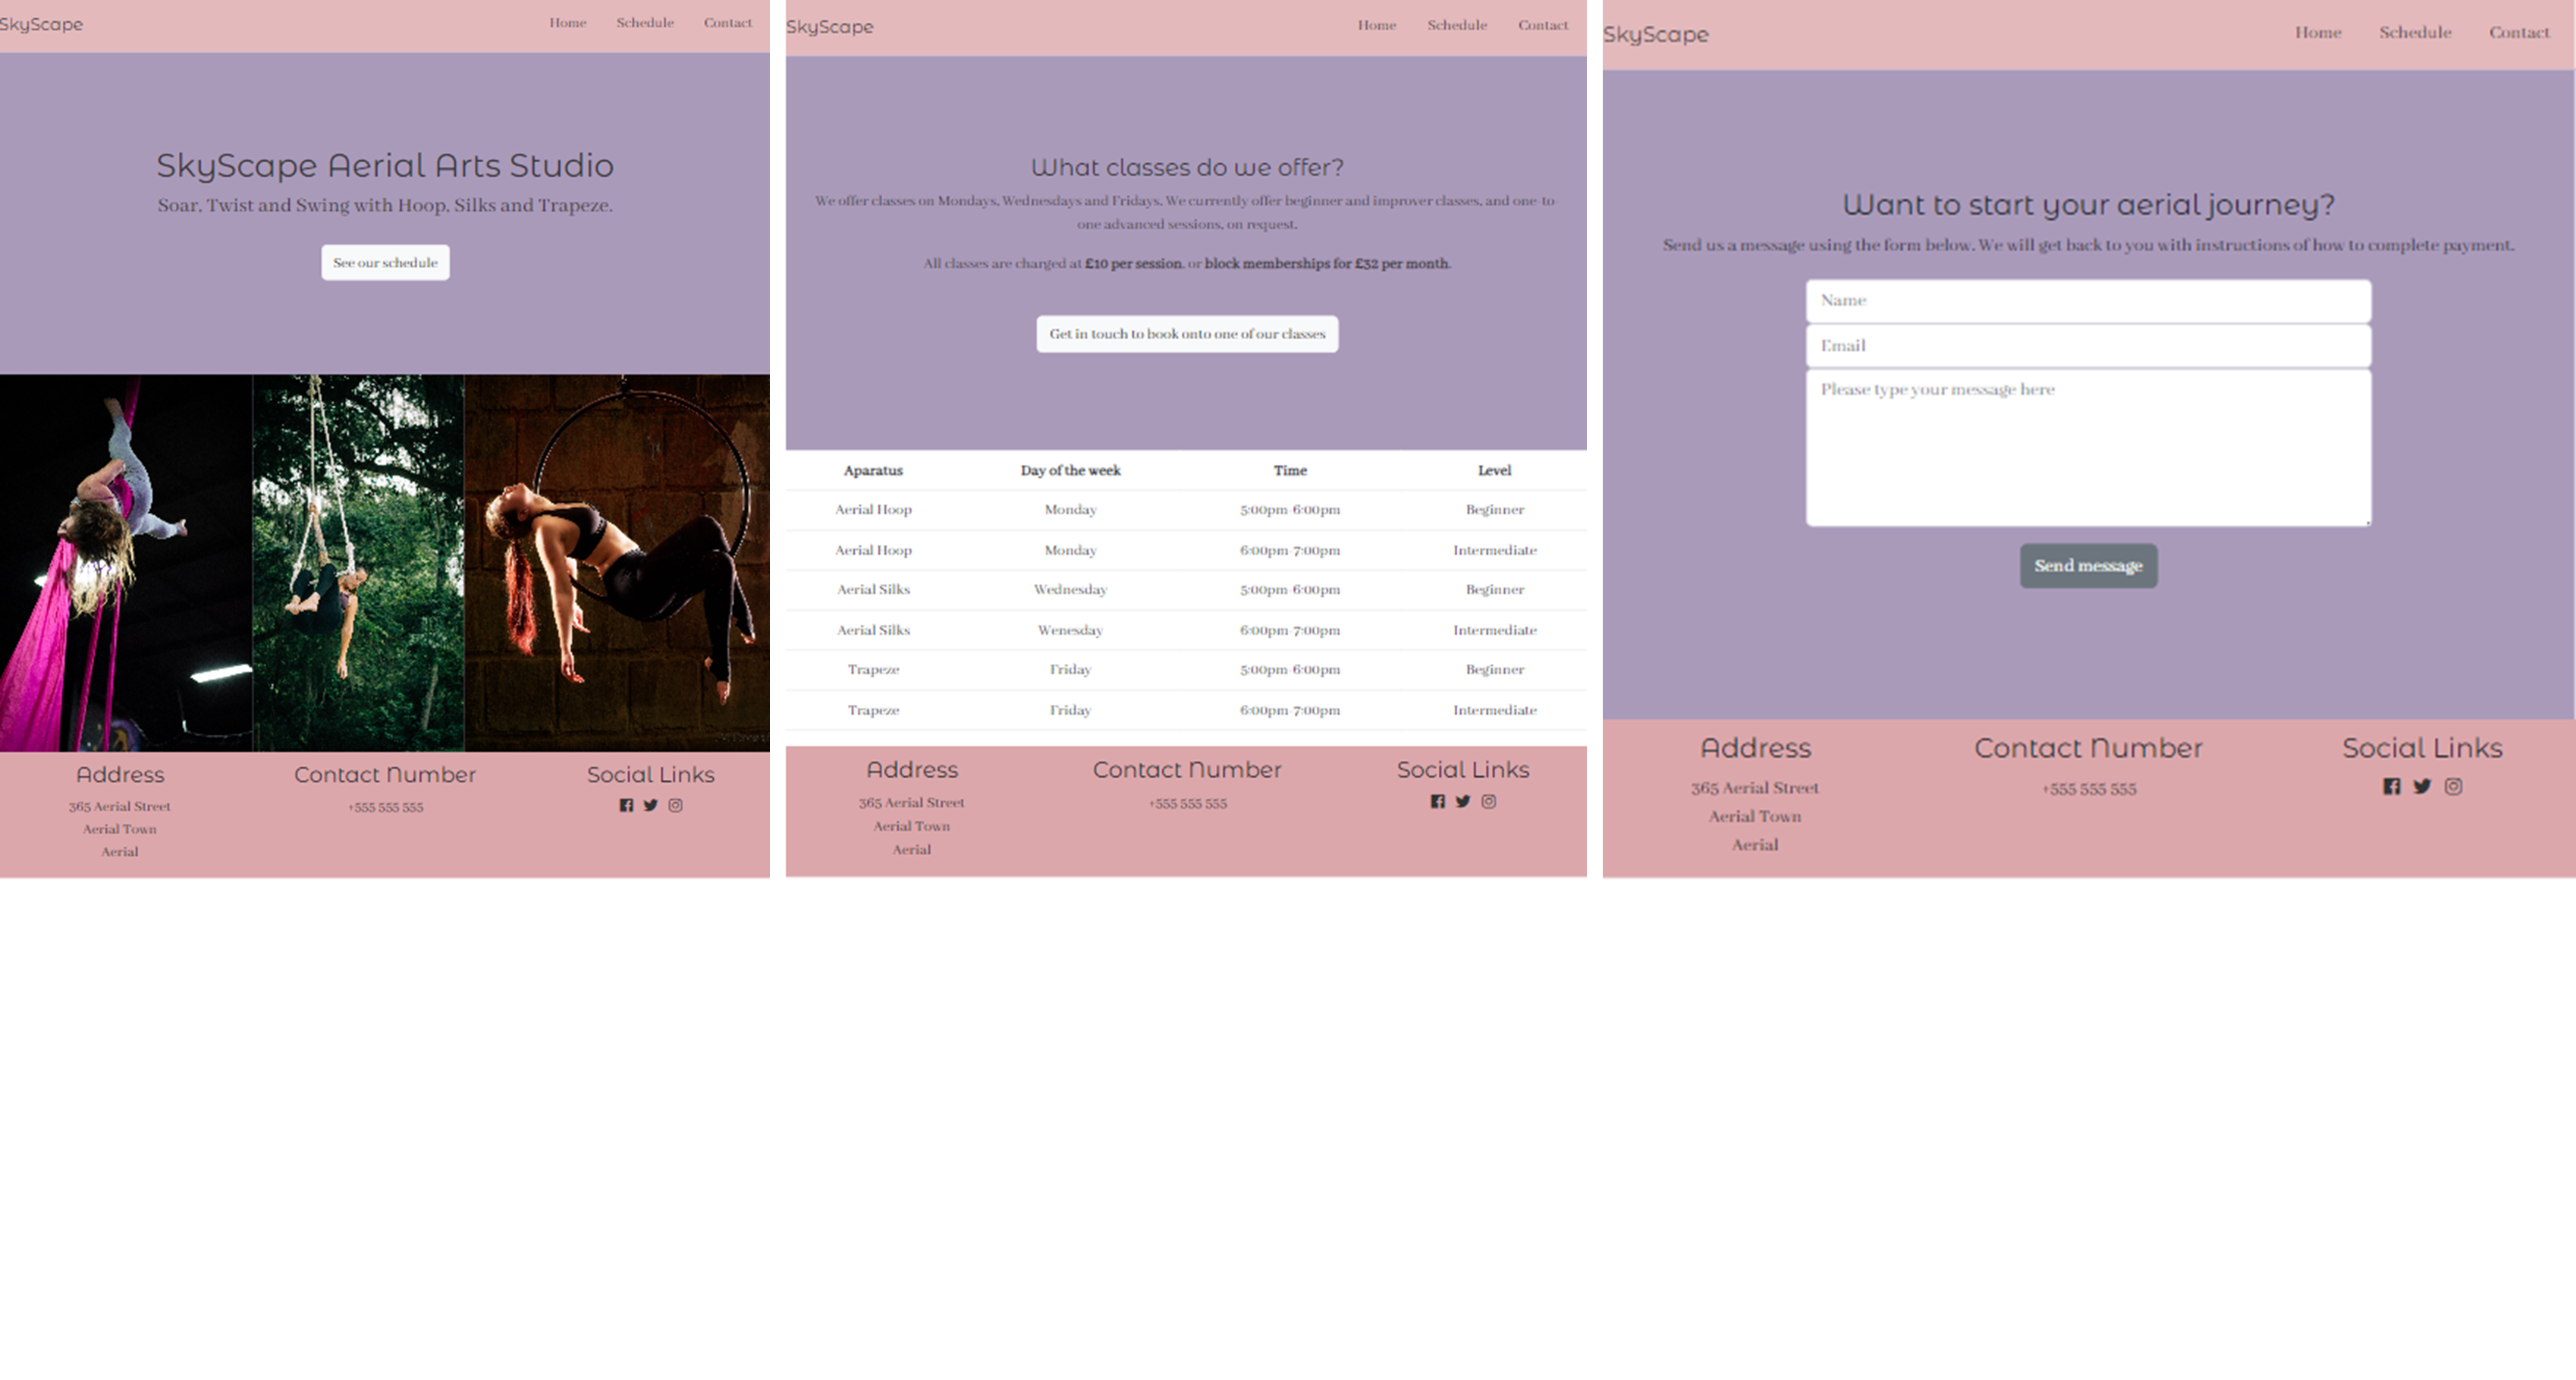 SkyScape
Home Schedule Contact
SkyScape Aerial Arts Studio
Soar, Twist and Swing with Hoop, Silks and Trapeze.
See our schedule
Address
365 Aerial Street
Aerial Town
Aerial
Contact Number
+555 555 555
Social Links
SkyScape
Home Schedule Contact
What classes do we offer?
We offer classes on Mondays, Wednesdays and Fridays. We currently offer beginner and improver classes, and one-to-
one advanced sessions, on request.
All classes are charged at £10 per session, or block memberships for £32 per month.
Get in touch to book onto one of our classes
Aparatus Day of the week Time Level
Aerial Hoop Monday 5:00pm-6:00pm Beginner
Aerial Hoop Monday 6:00pm-7:00pm Intermediate
Aerial Silks Wednesday 5:00pm-6:00pm Beginner
Aerial Silks Wenesday 6:00pm-7:00pm Intermediate
Trapeze Friday 5:00pm-6:00pm Beginner
Trapeze Friday 6:00pm-7:00pm Intermediate
Address
365 Aerial Street
Aerial Town
Aerial
Contact Number
+555 555 555
Social Links
SkyScape
Home Schedule Contact
Want to start your aerial journey?
Send us a message using the form below. We will get back to you with instructions of how to complete payment.
Name
Email
Please type your message here
Send message
Address
365 Aerial Street
Aerial Town
Aerial
Contact Number
+555 555 555
Social Links